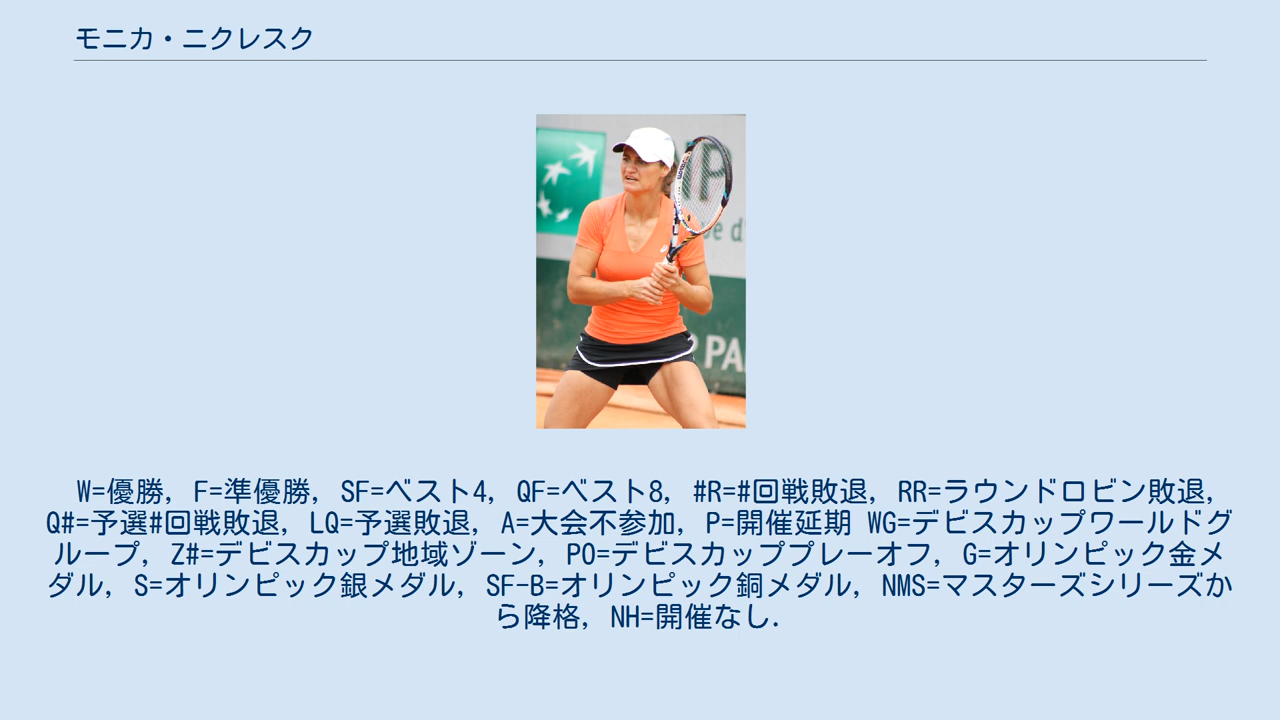 モニカ・ニクレスク
P
pe d'
PA
W=優勝, F=準優勝, SF=ベスト4, QF=ベスト8, #R=#回戦敗退, RR=ラウンドロビン敗退,
Q#=予選#回戦敗退, LQ=予選敗退, A=大会不参加, P=開催延期 WG=デビスカップワールドグ
ループ, Z#=デビスカップ地域ゾーン, PO=デビスカッププレーオフ, G=オリンピック金メ
ダル, S=オリンピック銀メダル, SF-B=オリンピック銅メダル, NMS=マスターズシリーズか
ら降格, NH=開催なし.